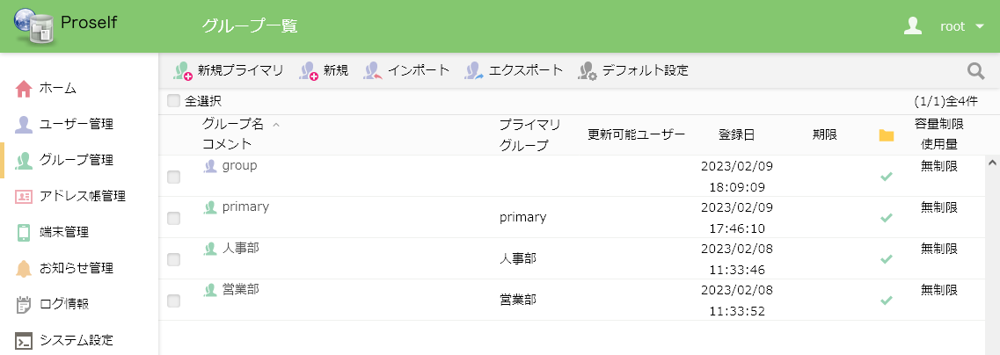 Proself
グループ一覧
root
ホーム
ユーザー管理
グループ管理
アドレス帳管理
端末管理
お知らせ管理
ログ情報
システム設定
新規プライマリ 新規 インポート エクスポート デフォルト設定
全選択 (1/1)全4件
グループ名 コメント プライマリ グループ 更新可能ユーザー 登録日 期限 容量制限 使用量
group 2023/02/09 18:09:09 無制限
primary primary 2023/02/09 17:46:10 無制限
人事部 人事部 2023/02/08 11:33:46 無制限
営業部 営業部 2023/02/08 11:33:52 無制限